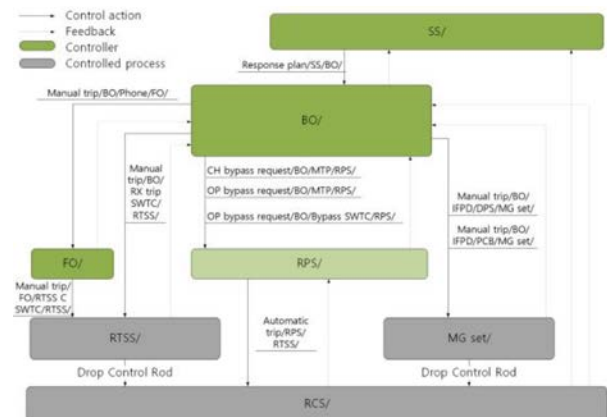 Control action
Feedback
Controller
Controlled process
SS/
Response plan/SS/BO/
Manual trip/BO/Phone/FO/
BO/
Manual
trip/BO/
RX trip
SWTC/
RTSS/
CH bypass request/BO/MTP/RPS/
OP bypass request/BO/MTP/RPS/
OP bypass request/BO/Bypass SWTC/RPS/
Manual trip/BO/
IFPD/DPS/MG set/
Manual trip/BO/
IFPD/PCB/MG set/
FO/
RPS/
Manual trip/
FO/RTSS C
SWTC/RTSS/
RTSS/
Automatic
trip/RPS/
RTSS/
MG set/
Drop Control Rod
Drop Control Rod
RCS/